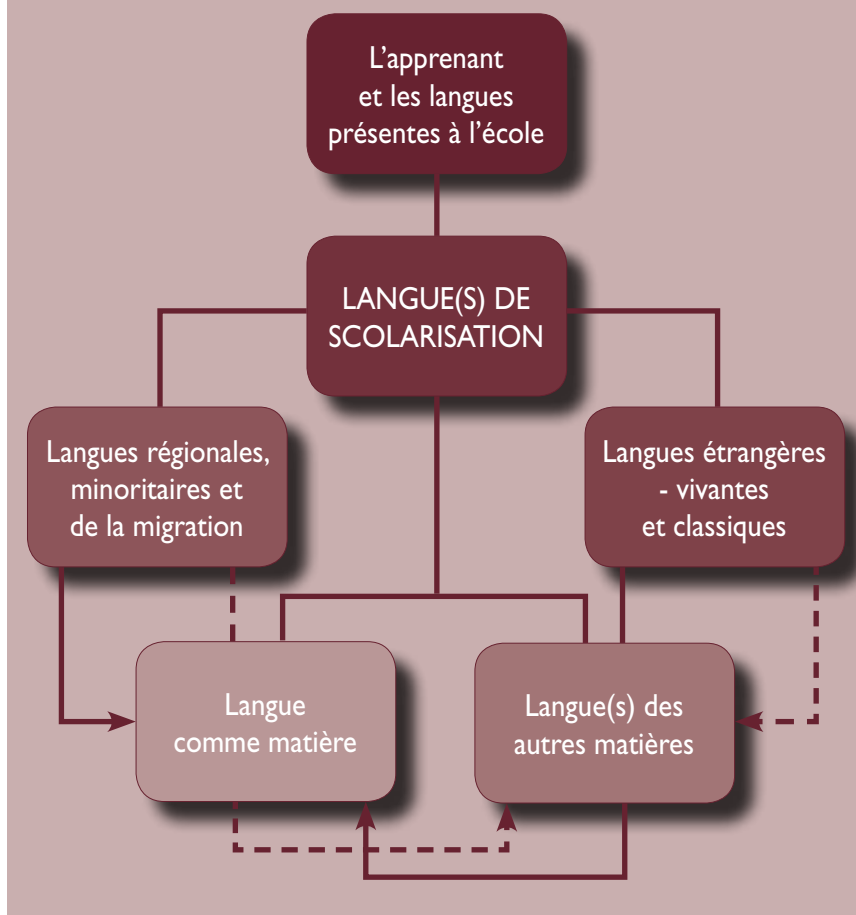 L’apprenant
et les langues
présentes à l’école
LANGUE(S) DE
SCOLARISATION
Langues régionales,
minoritaires et
de la migration
Langues étrangères
- vivantes
et classiques
Langue
comme matière
Langue(s) des
autres matières